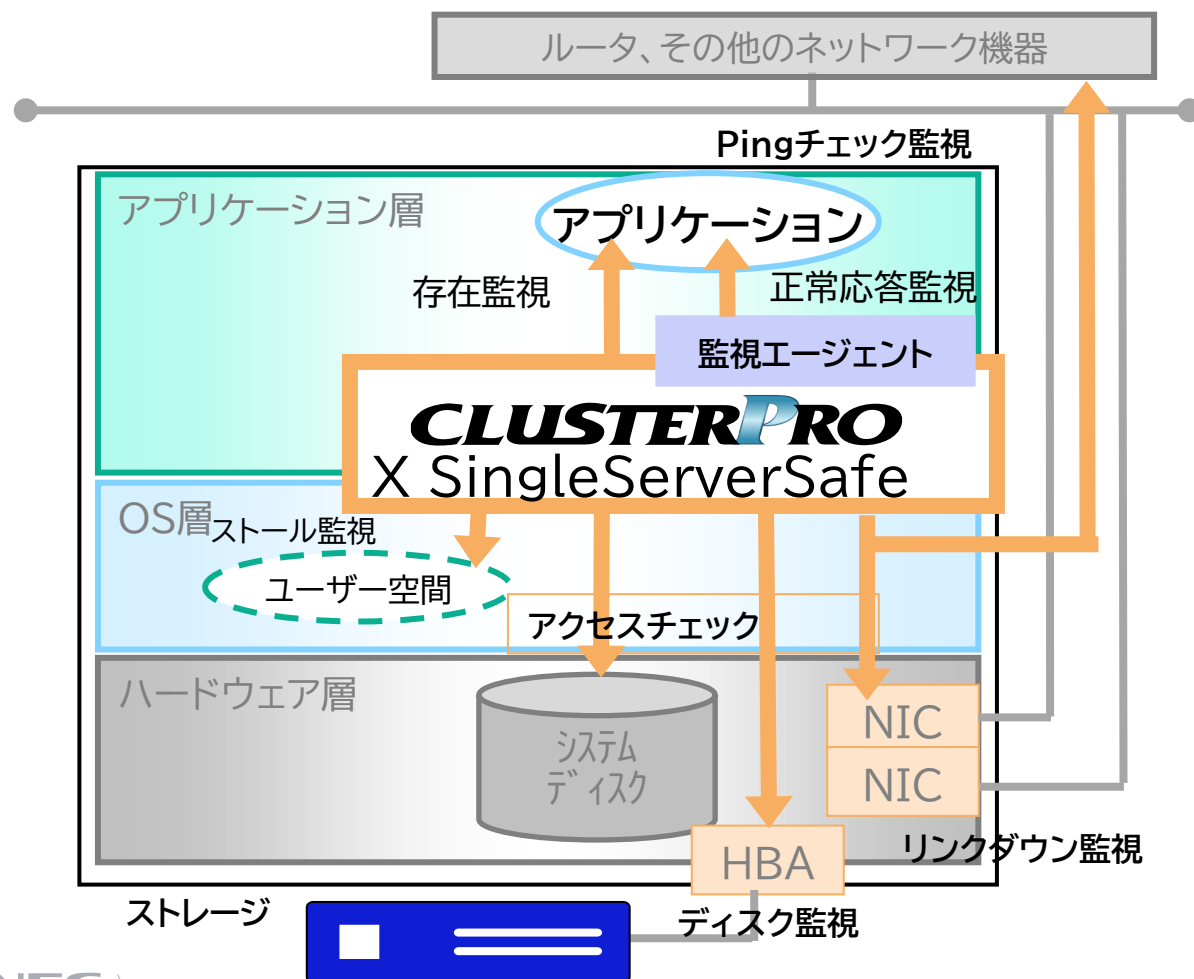 ルータ、その他のネットワーク機器
Pingチェック監視
アプリケーション層
アプリケーション
存在監視
正常応答監視
監視エージェント
CLUSTERPRO
X SingleServerSafe
OS層
ストール監視
ユーザー空間
アクセスチェック
ハードウェア層
システム
ディスク
NIC
NIC
リンクダウン監視
HBA
ストレージ
ディスク監視